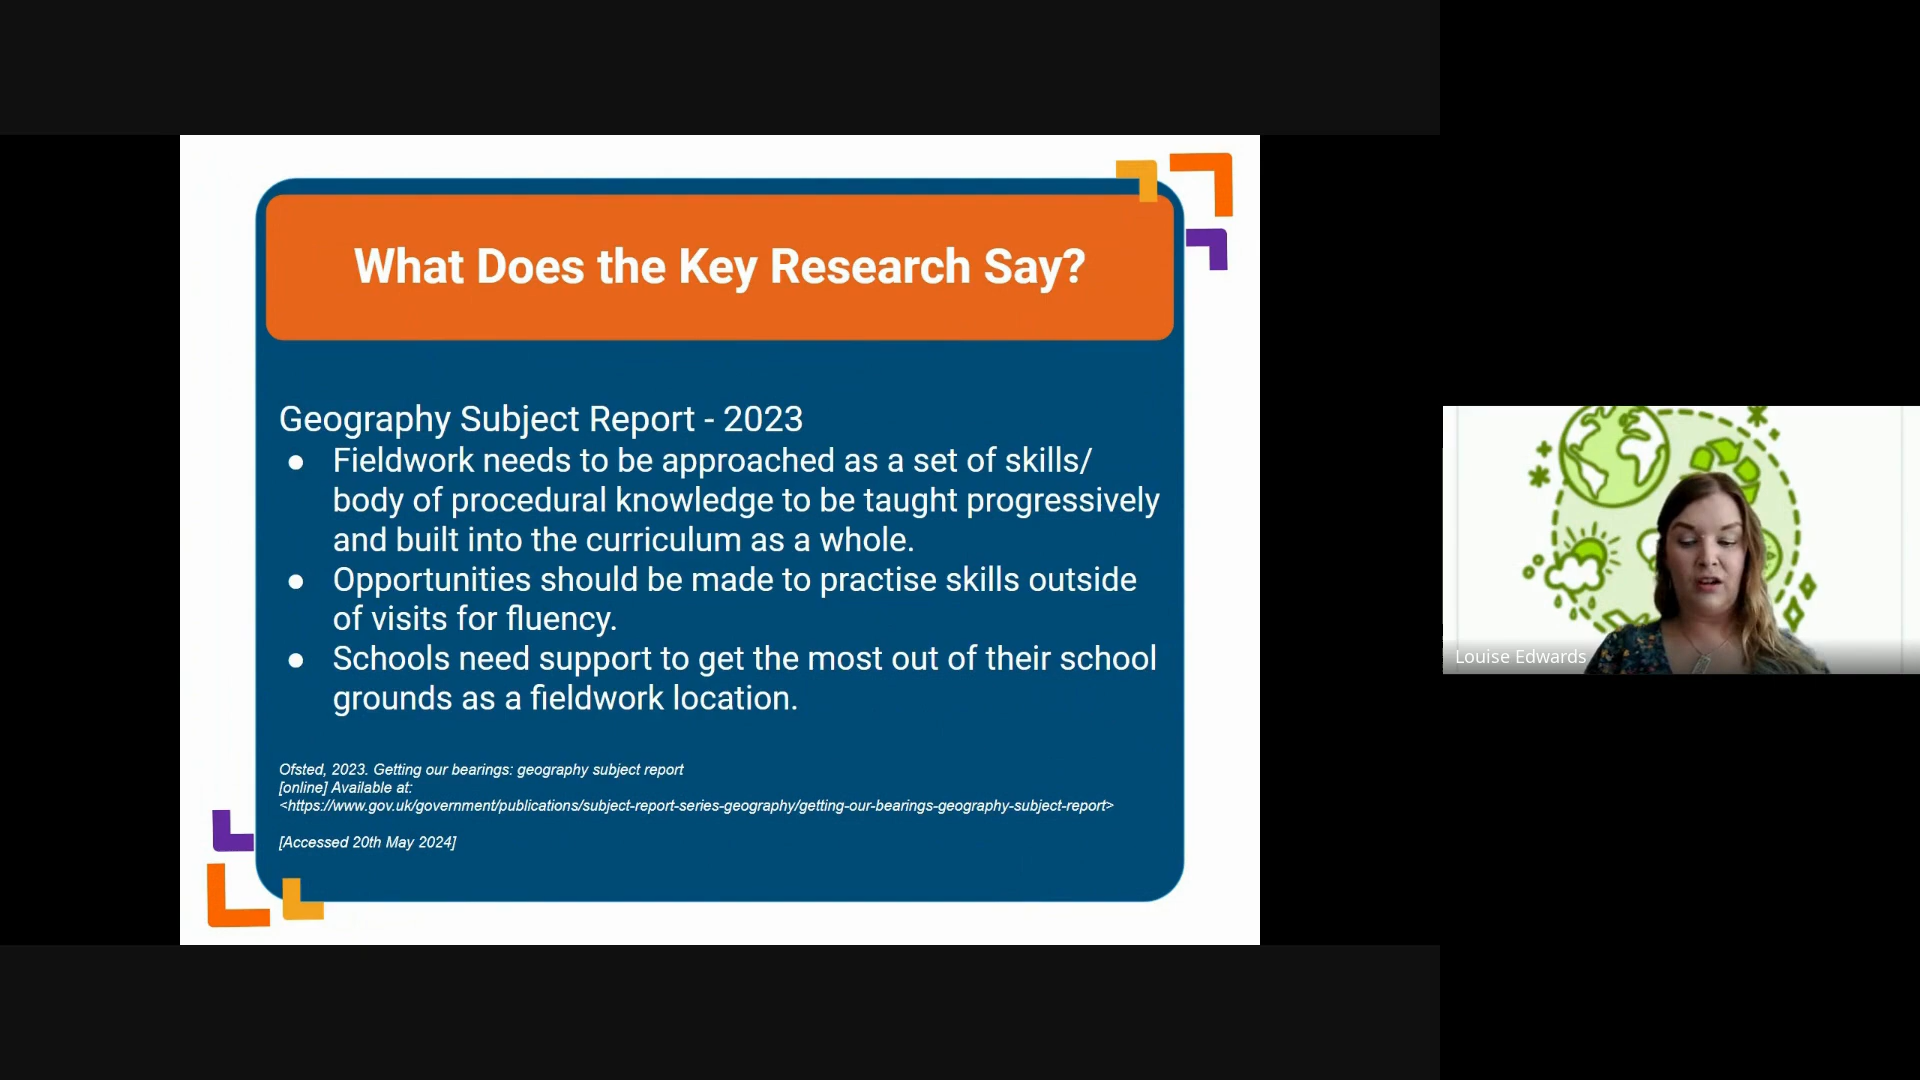 What Does the Key Research Say?
Geography Subject Report - 2023
● Fieldwork needs to be approached as a set of skills/
body of procedural knowledge to be taught progressively
and built into the curriculum as a whole.
● Opportunities should be made to practise skills outside
of visits for fluency.
● Schools need support to get the most out of their school
grounds as a fieldwork location.
Ofsted, 2023. Getting our bearings: geography subject report
[online] Available at:
<https://www.gov.uk/government/publications/subject-report-series-geography/getting-our-bearings-geography-subject-report>
[Accessed 20th May 2024]
Louise Edwards